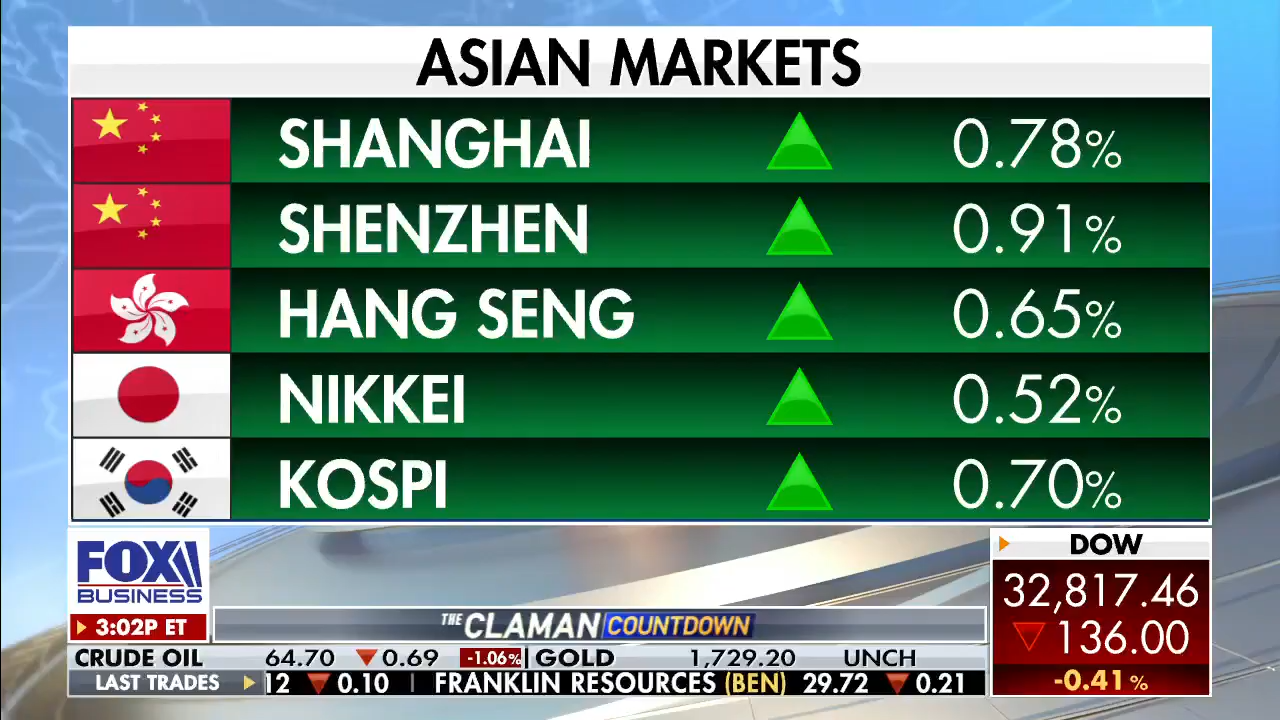 ASIAN MARKETS
SHANGHAI 0.78%
SHENZHEN 0.91%
HANG SENG 0.65%
NIKKEI 0.52%
KOSPI 0.70%
FOX
BUSINESS
3:02P ET
THE CLAMAN COUNTDOWN
CRUDE OIL 64.70 0.69 -1.06% GOLD 1,729.20 UNCH
LAST TRADES 12 0.10 | FRANKLIN RESOURCES (BEN) 29.72 0.21
DOW
32,817.46
136.00
-0.41%